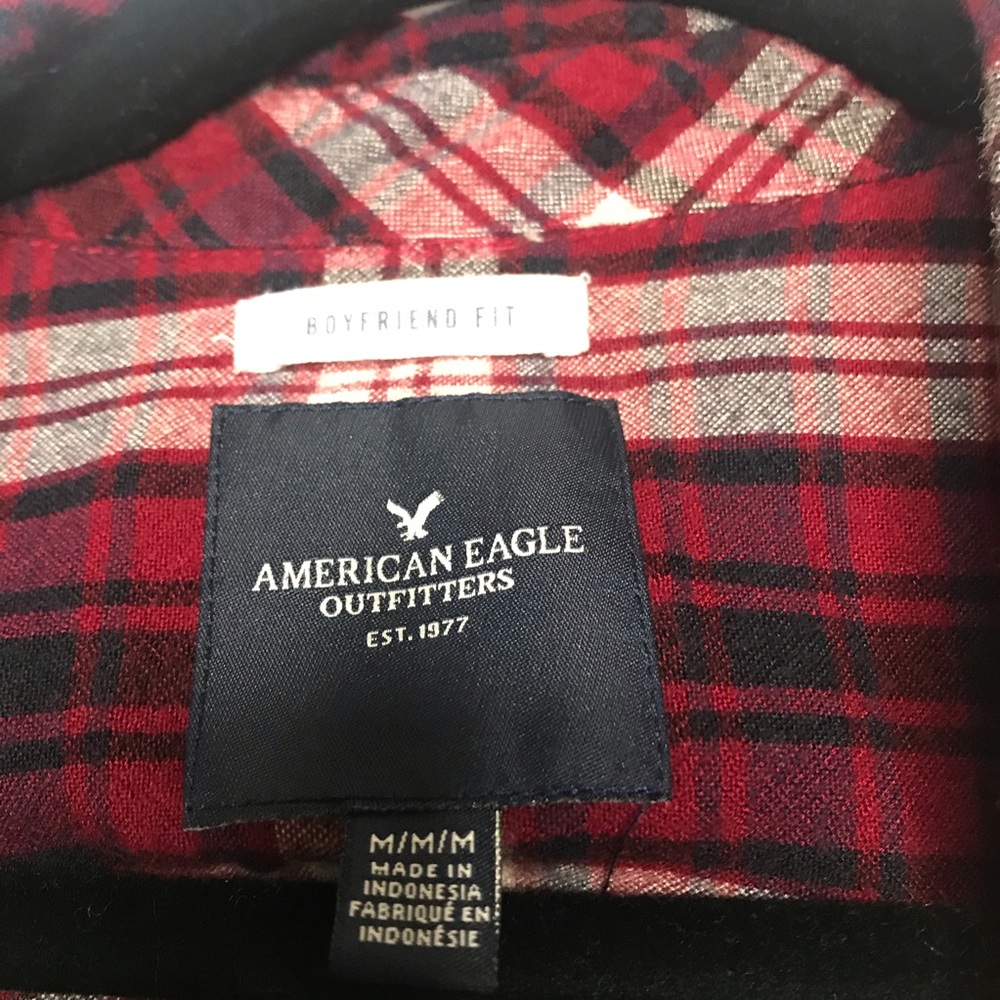 BOYFRIEND FIT
AMERICAN EAGLE
OUTFITTERS
EST. 1977
M/M/M
MADE IN
INDONESIA
FABRIQUÉ EN
INDONÉSIE